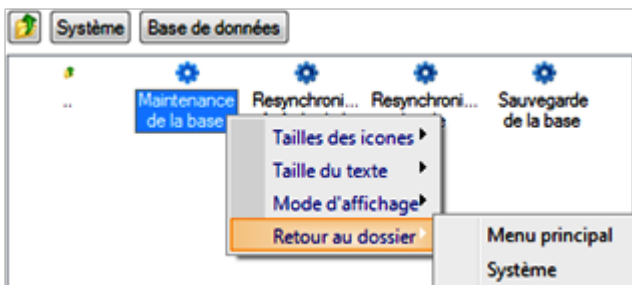 Système Base de données
.. Maintenance de la base Resynchroni... Resynchroni... Sauvegarde de la base
Tailles des icones
Taille du texte
Mode d'affichage
Retour au dossier
Menu principal
Système